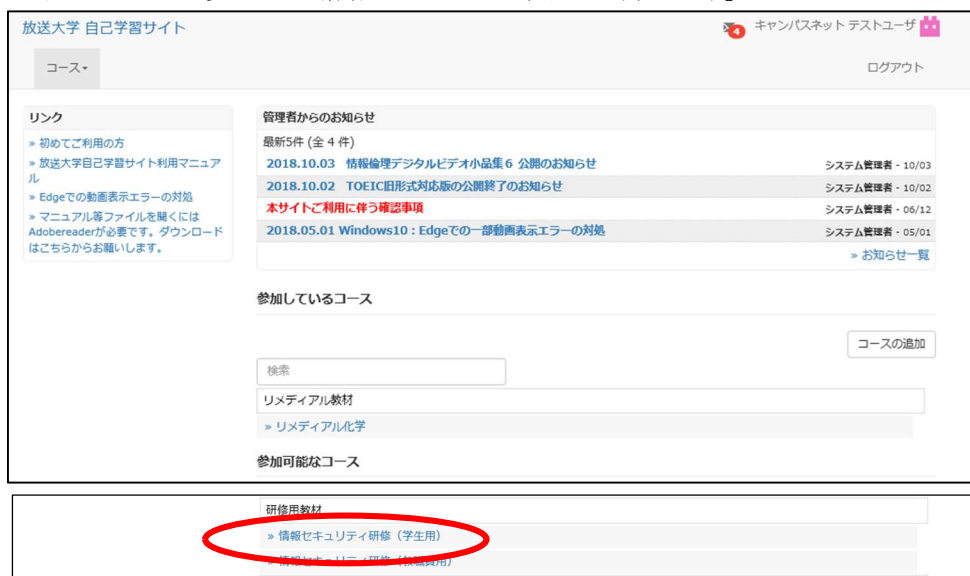 放送大学 自己学習サイト
4 キャンパスネット テストユーザ
コース
ログアウト
リンク
» 初めてご利用の方
» 放送大学自己学習サイト利用マニュア
ル
» Edgeでの動画表示エラーの対処
» マニュアル等ファイルを開くには
Adobereaderが必要です。ダウンロード
はこちらからお願いします。
管理者からのお知らせ
最新5件 (全 4 件)
2018.10.03 情報倫理デジタルビデオ小品集６ 公開のお知らせ システム管理者 - 10/03
2018.10.02 TOEIC旧形式対応版の公開終了のお知らせ システム管理者 - 10/02
本サイトご利用に伴う確認事項 システム管理者 - 06/12
2018.05.01 Windows10：Edgeでの一部動画表示エラーの対処 システム管理者 - 05/01
» お知らせ一覧
参加しているコース
コースの追加
検索
リメディアル教材
» リメディアル化学
参加可能なコース
研修用教材
» 情報セキュリティ研修（学生用）
» 情報セキュリティ研修（教職員用）